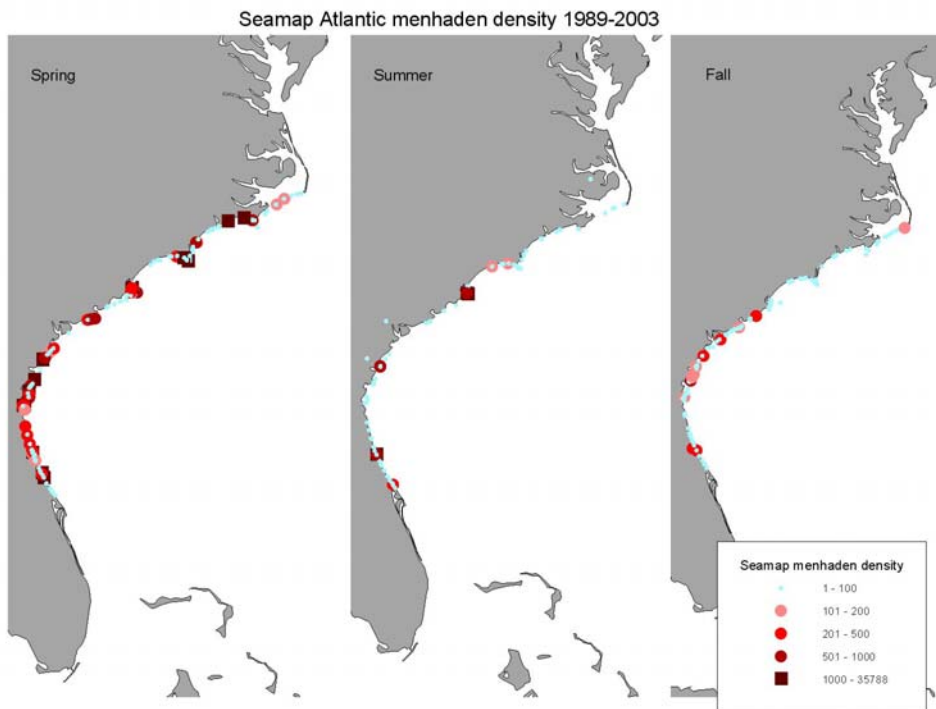 Seamap Atlantic menhaden density 1989-2003
Spring
Summer
Fall
Seamap menhaden density
1 - 100
101 - 200
201 - 500
501 - 1000
1000 - 35788